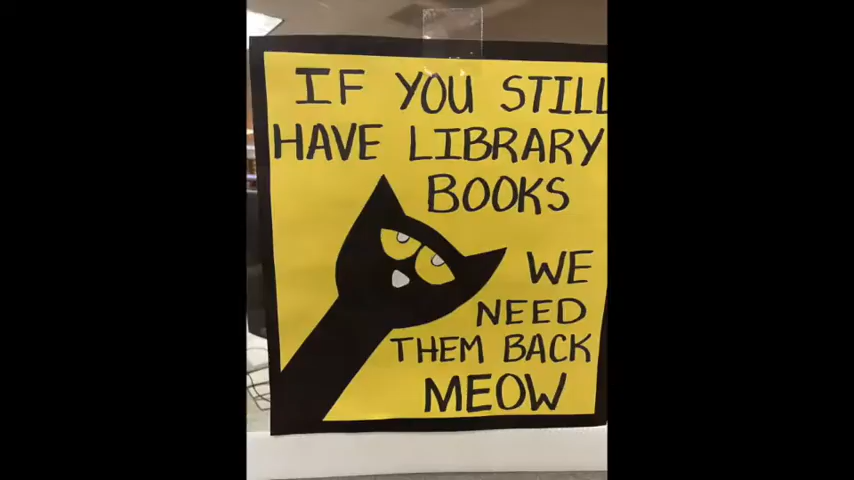 IF YOU STILL
HAVE LIBRARY
BOOKS
WE
NEED
THEM BACK
MEOW